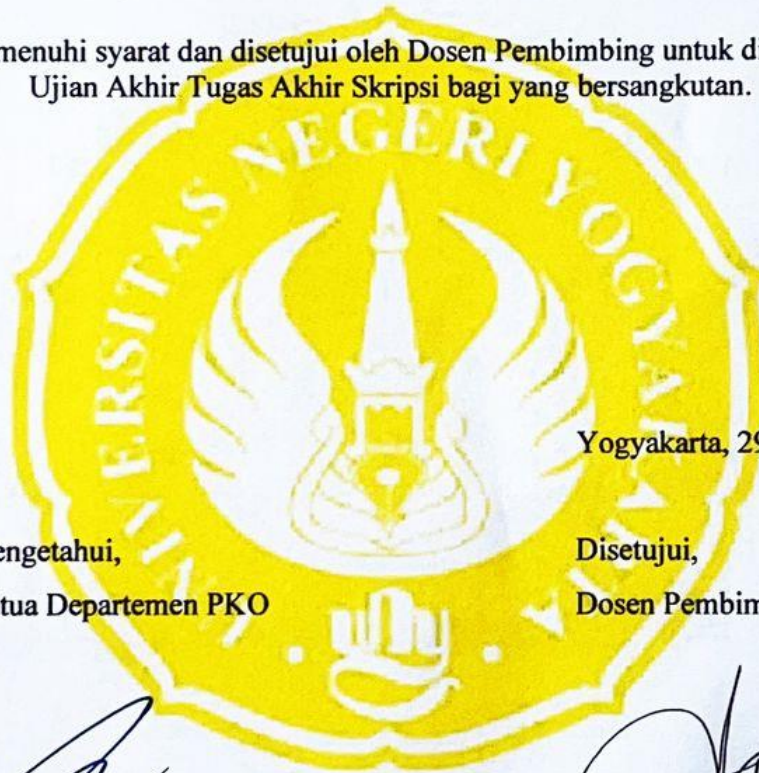 menuhi syarat dan disetujui oleh Dosen Pembimbing untuk di
Ujian Akhir Tugas Akhir Skripsi bagi yang bersangkutan.
UNIVERSITAS NEGERI YOGYAKARTA
Yogyakarta, 29
engetahui,
Disetujui,
tua Departemen PKO
Dosen Pembim